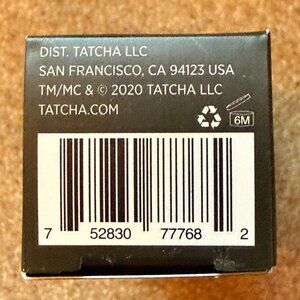 DIST. TATCHA LLC
SAN FRANCISCO, CA 94123 USA
TM/MC & © 2020 TATCHA LLC
TATCHA.COM
6M
7 52830 77768 2